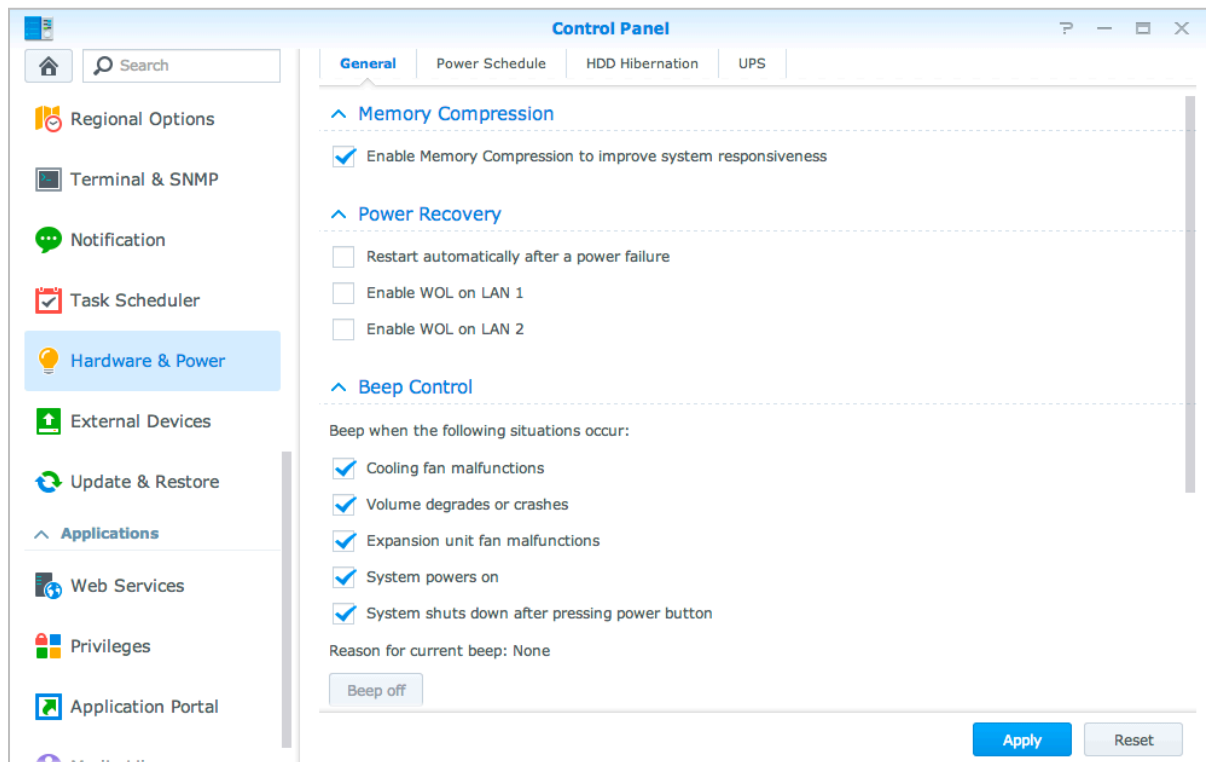 Control Panel
Search
General Power Schedule HDD Hibernation UPS
Regional Options
Terminal & SNMP
Notification
Task Scheduler
Hardware & Power
External Devices
Update & Restore
Applications
Web Services
Privileges
Application Portal
Memory Compression
Enable Memory Compression to improve system responsiveness
Power Recovery
Restart automatically after a power failure
Enable WOL on LAN 1
Enable WOL on LAN 2
Beep Control
Beep when the following situations occur:
Cooling fan malfunctions
Volume degrades or crashes
Expansion unit fan malfunctions
System powers on
System shuts down after pressing power button
Reason for current beep: None
Beep off
Apply Reset